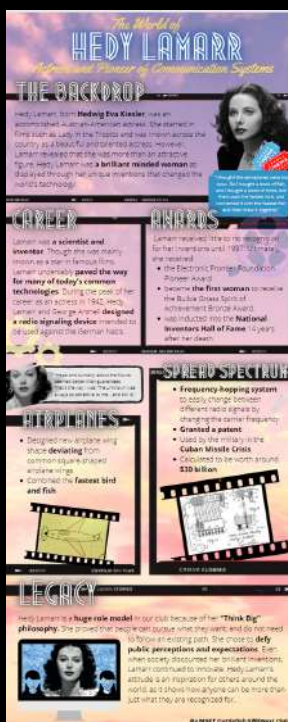 The World of
HEDY LAMARR
Actress and Pioneer of Communication Systems
THE BACKDROP
Hedy Lamarr, born Hedwig Eva Kiesler, was an
accomplished Austrian-American actress. She starred in
films such as Lady in the Tropics and was known across the
country as a beautiful and talented actress. However,
Lamarr revealed that she was more than an attractive
figure. Hedy Lamarr was a brilliant minded woman as
displayed through her unique inventions that changed the
world's technology.
CAREER
Lamarr was a scientist and
inventor. Though she was mainly
known as a star in famous films,
Lamarr undeniably paved the way
for many of today's common
technologies. During the peak of her
career as an actress in 1942, Hedy
Lamarr and George Antheil designed
a radio signaling device intended to
be used against the German Nazis.
AWARDS
Lamarr received little to no recognition
for her inventions until 1997. Ultimately,
she received
• the Electronic Frontier Foundation
Pioneer Award
• became the first woman to receive
the Bulbie Gnass Spirit of
Achievement Bronze Award
• was inducted into the National
Inventors Hall of Fame 14 years
after her death
AIRPLANES
• Designed new airplane wing
shape deviating from
common square-shaped
airplane wings
• Combined the fastest bird
and fish
SPREAD SPECTRUM
• Frequency-hopping system
to easily change between
different radio signals by
changing the carrier frequency
• Granted a patent
• Used by the military in the
Cuban Missile Crisis
• Calculated to be worth around
$30 billion
LEGACY
Hedy Lamarr is a huge role model in our club because of her "Think Big"
philosophy. She proved that people can pursue what they want, and do not need
to follow an existing path. She chose to defy
public perceptions and expectations. Even
when society discounted her brilliant inventions,
Lamarr continued to innovate. Hedy Lamarr's
attitude is an inspiration for others around the
world, as it shows how anyone can be more than
just what they are recognized for.